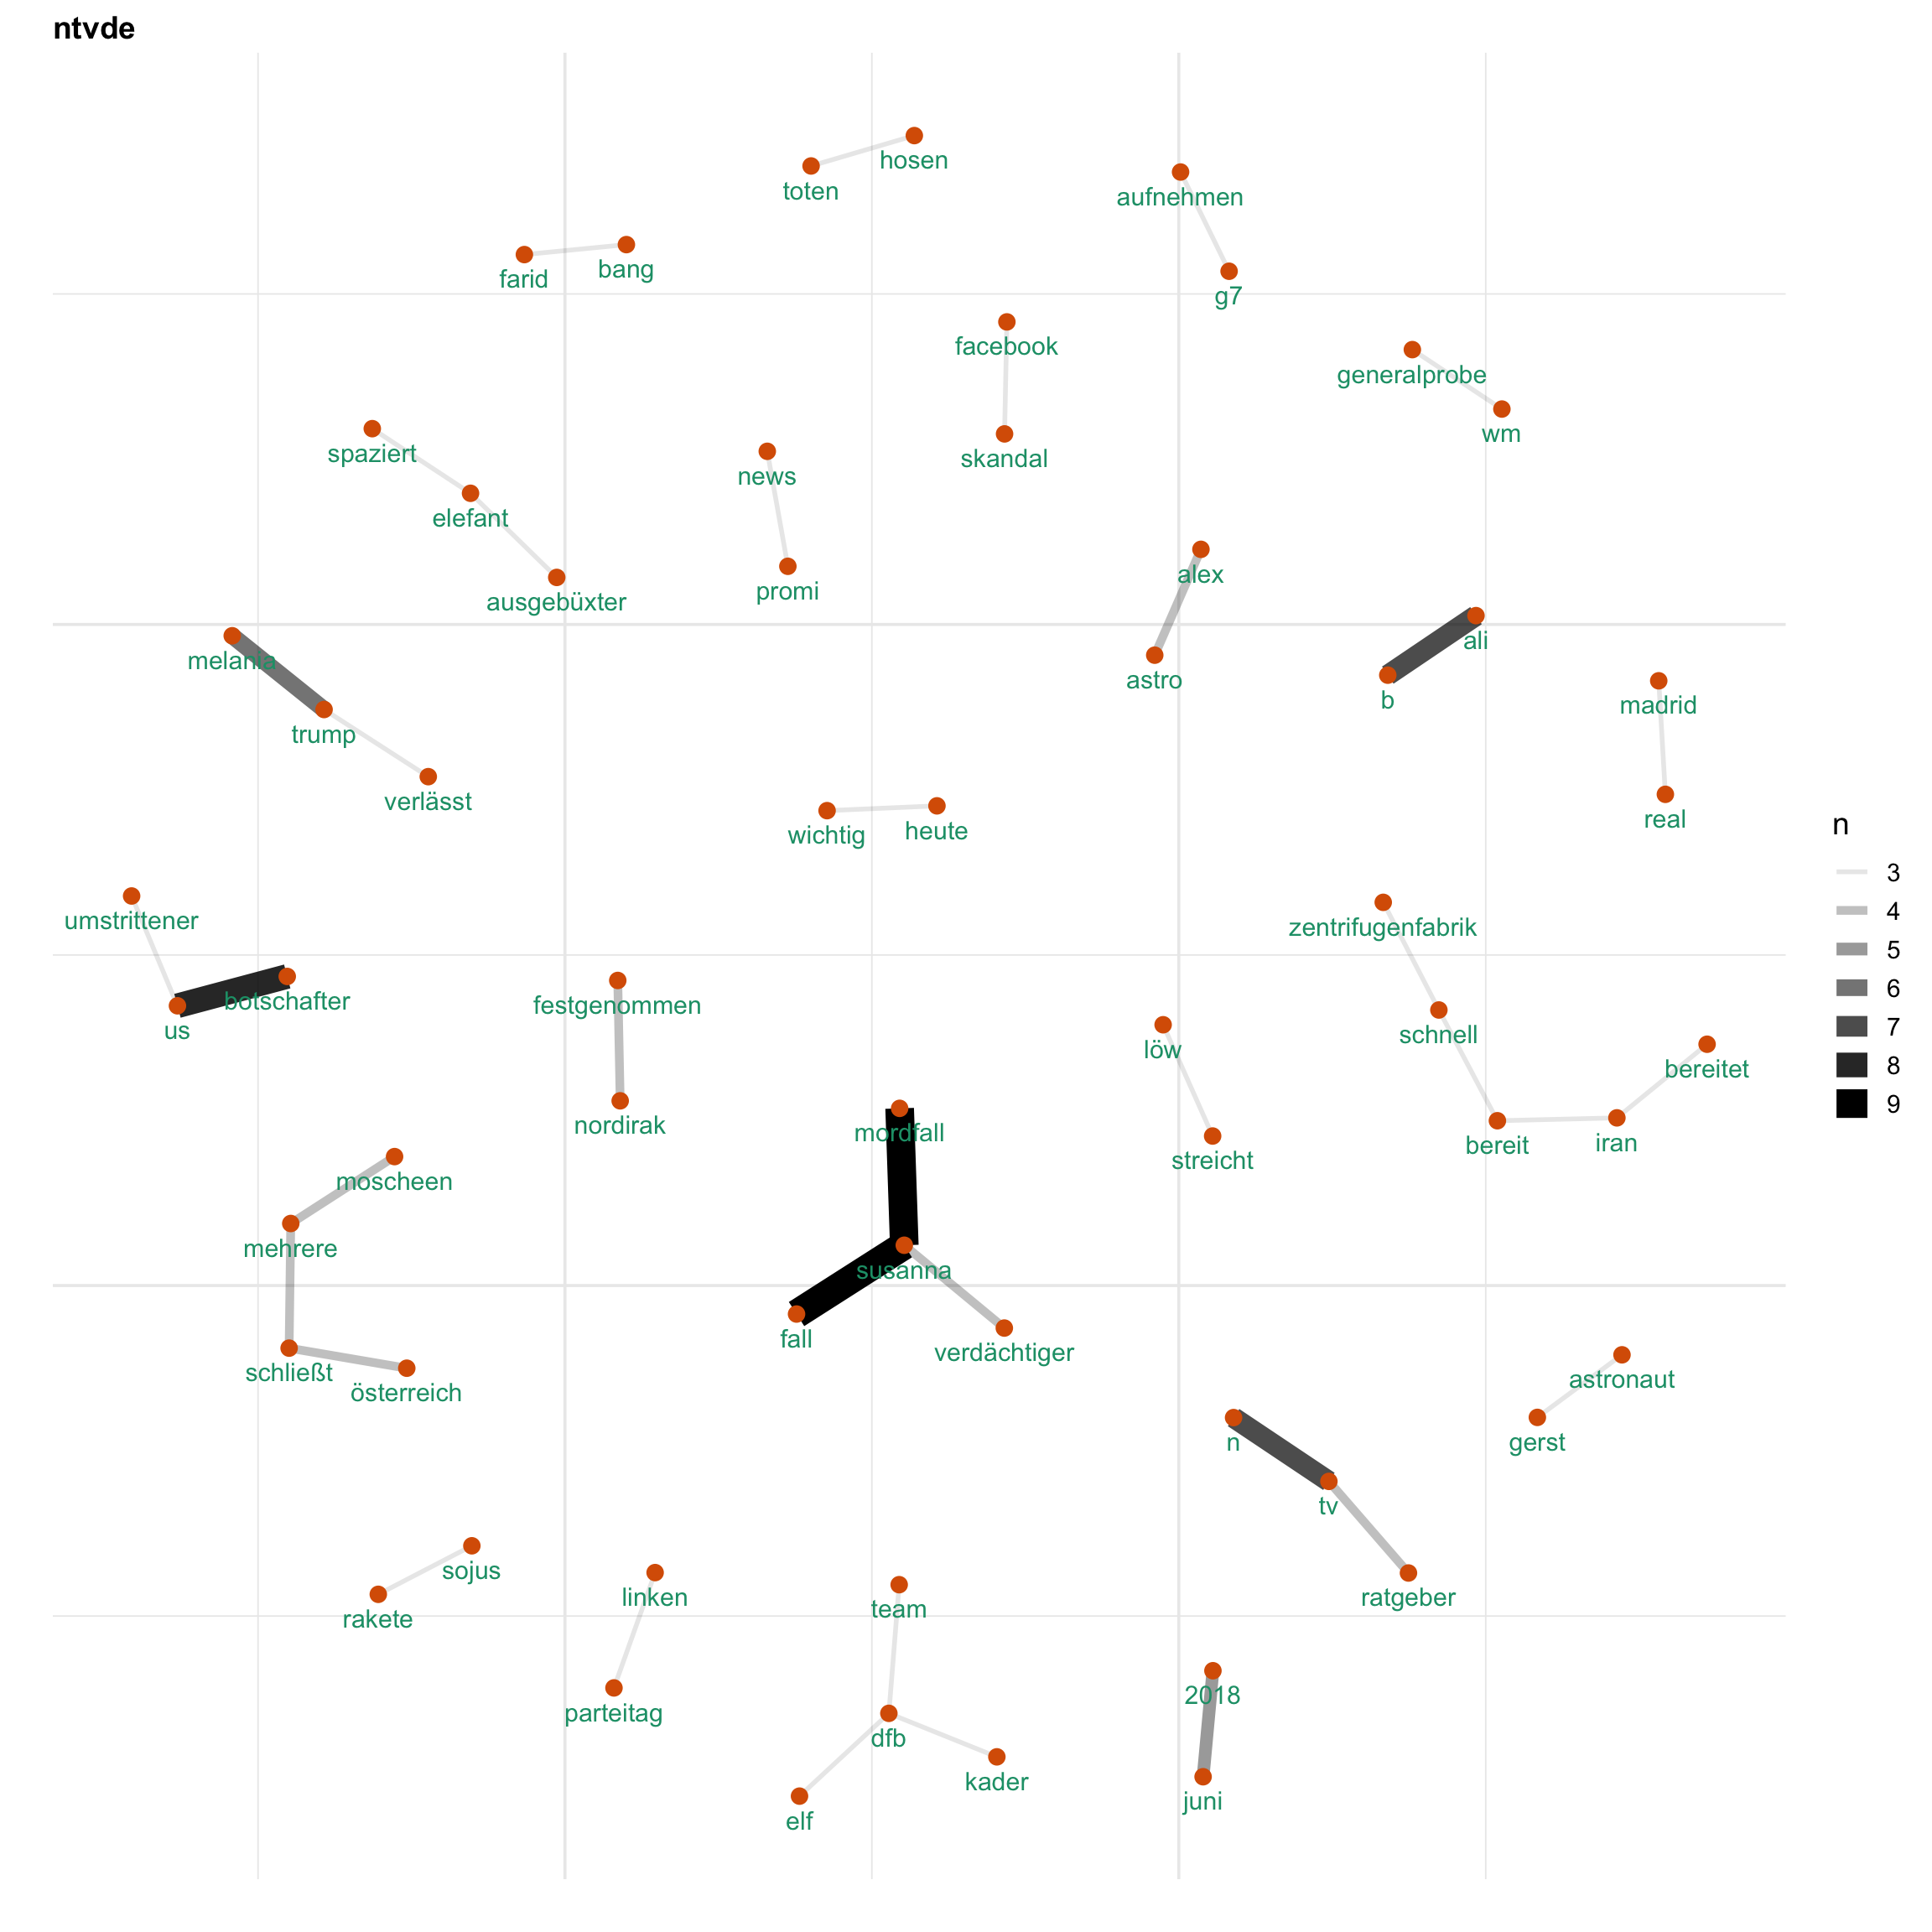 ntvde
hosen
toten
aufnehmen
farid
bang
g7
facebook
generalprobe
wm
spaziert
skandal
news
elefant
alex
promi
ausgebüxter
ali
melania
astro
b
madrid
trump
verlässt
real
wichtig
heute
n
3
4
5
6
7
8
9
umstrittener
zentrifugenfabrik
botschafter
festgenommen
us
schnell
löw
bereitet
nordirak
mordfall
iran
bereit
streicht
moscheen
mehrere
susanna
fall
verdächtiger
schließt
astronaut
österreich
n
gerst
tv
sojus
linken
ratgeber
team
rakete
2018
parteitag
dfb
kader
juni
elf